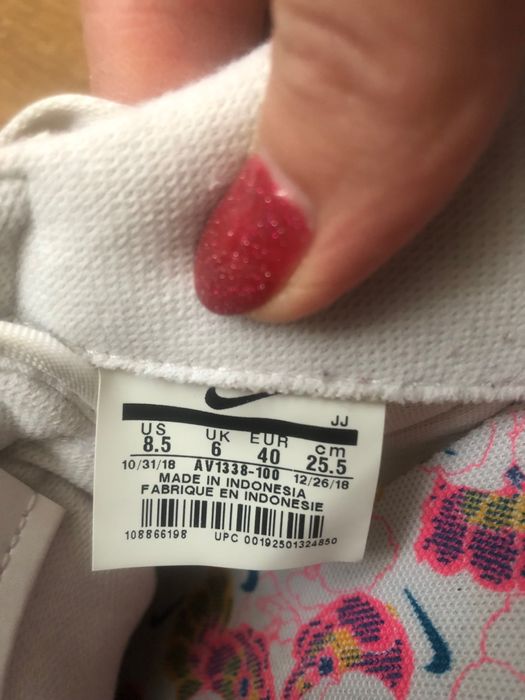 JJ
US UK EUR cm
8.5 6 40 25.5
10/31/18 AV1338-100 12/26/18
MADE IN INDONESIA
FABRIQUE EN INDONESIE
108866198 UPC 00192501324850